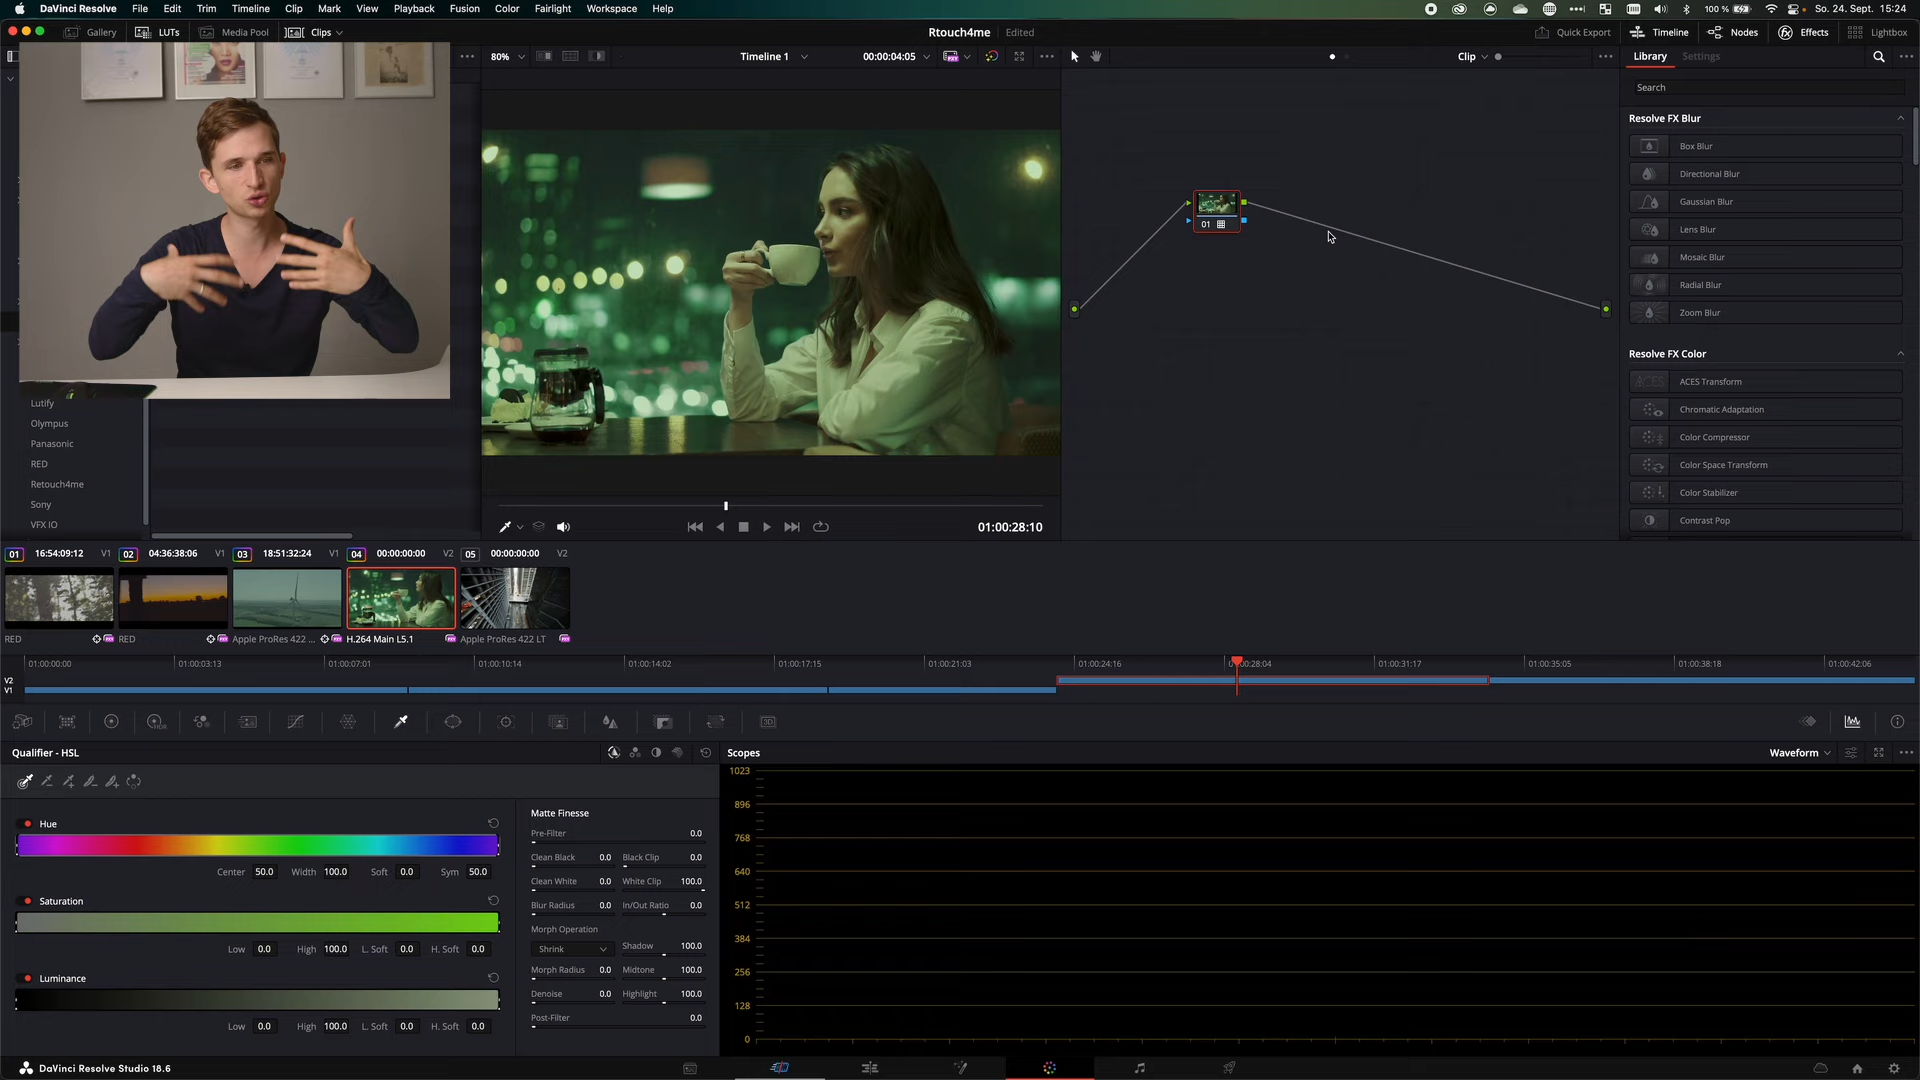 DaVinci Resolve File Edit Trim Timeline Clip Mark View Playback Fusion Color Fairlight Workspace Help 100 % So. 24. Sept. 15:24
Gallery LUTs Media Pool Clips Rtouch4me Edited Quick Export Timeline Nodes Effects Lightbox
80% Timeline 1 00:00:04:05 Clip Library Settings
Search
Resolve FX Blur
Box Blur
Directional Blur
Gaussian Blur
Lens Blur
Mosaic Blur
Radial Blur
Zoom Blur
Resolve FX Color
ACES Transform
Chromatic Adaptation
Color Compressor
Color Space Transform
Color Stabilizer
Contrast Pop
01
Lutify
Olympus
Panasonic
RED
Retouch4me
Sony
VFX IO
01:00:28:10
01 16:54:09:12 V1 02 04:36:38:06 V1 03 18:51:32:24 V1 04 00:00:00:00 V2 05 00:00:00:00 V2
RED RED Apple ProRes 422 ... H.264 Main L5.1 Apple ProRes 422 LT
01:00:00:00 01:00:03:13 01:00:07:01 01:00:10:14 01:00:14:02 01:00:17:15 01:00:21:03 01:00:24:16 :00:28:04 01:00:31:17 01:00:35:05 01:00:38:18 01:00:42:06
V2
V1
Qualifier - HSL
Hue
Center 50.0 Width 100.0 Soft 0.0 Sym 50.0
Saturation
Low 0.0 High 100.0 L. Soft 0.0 H. Soft 0.0
Luminance
Low 0.0 High 100.0 L. Soft 0.0 H. Soft 0.0
Matte Finesse
Pre-Filter 0.0
Clean Black 0.0 Black Clip 0.0
Clean White 0.0 White Clip 100.0
Blur Radius 0.0 In/Out Ratio 0.0
Morph Operation
Shrink Shadow 100.0
Morph Radius 0.0 Midtone 100.0
Denoise 0.0 Highlight 100.0
Post-Filter 0.0
Scopes Waveform
1023
896
768
640
512
384
256
128
0
DaVinci Resolve Studio 18.6